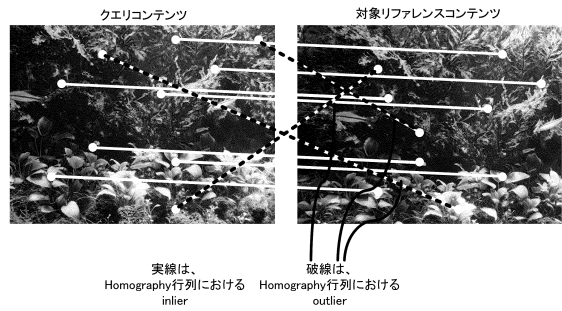 クエリコンテンツ
対象リファレンスコンテンツ
実線は、
Homography行列における
inlier
破線は、
Homography行列における
outlier